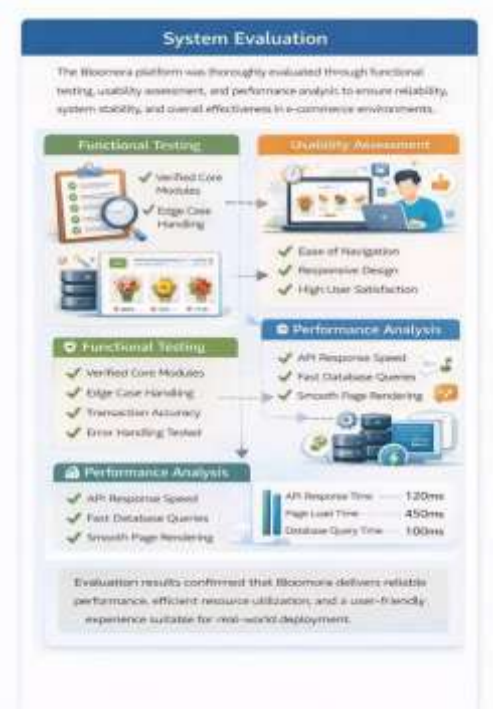 System Evaluation
The Bloomora platform was thoroughly evaluated through functional
testing, usability assessment, and performance analysis to ensure reliability,
system stability, and overall effectiveness in e-commerce environments.
Functional Testing
Verified Core
Modules
Edge Case
Handling
Usability Assessment
Ease of Navigation
Responsive Design
High User Satisfaction
Functional Testing
Verified Core Modules
Edge Case Handling
Transaction Accuracy
Error Handling Tested
Performance Analysis
API Response Speed
Fast Database Queries
Smooth Page Rendering
Performance Analysis
API Response Speed
Fast Database Queries
Smooth Page Rendering
API Response Time 120ms
Page Load Time 450ms
Database Query Time 100ms
Evaluation results confirmed that Bloomora delivers reliable
performance, efficient resource utilization, and a user-friendly
experience suitable for real-world deployment.